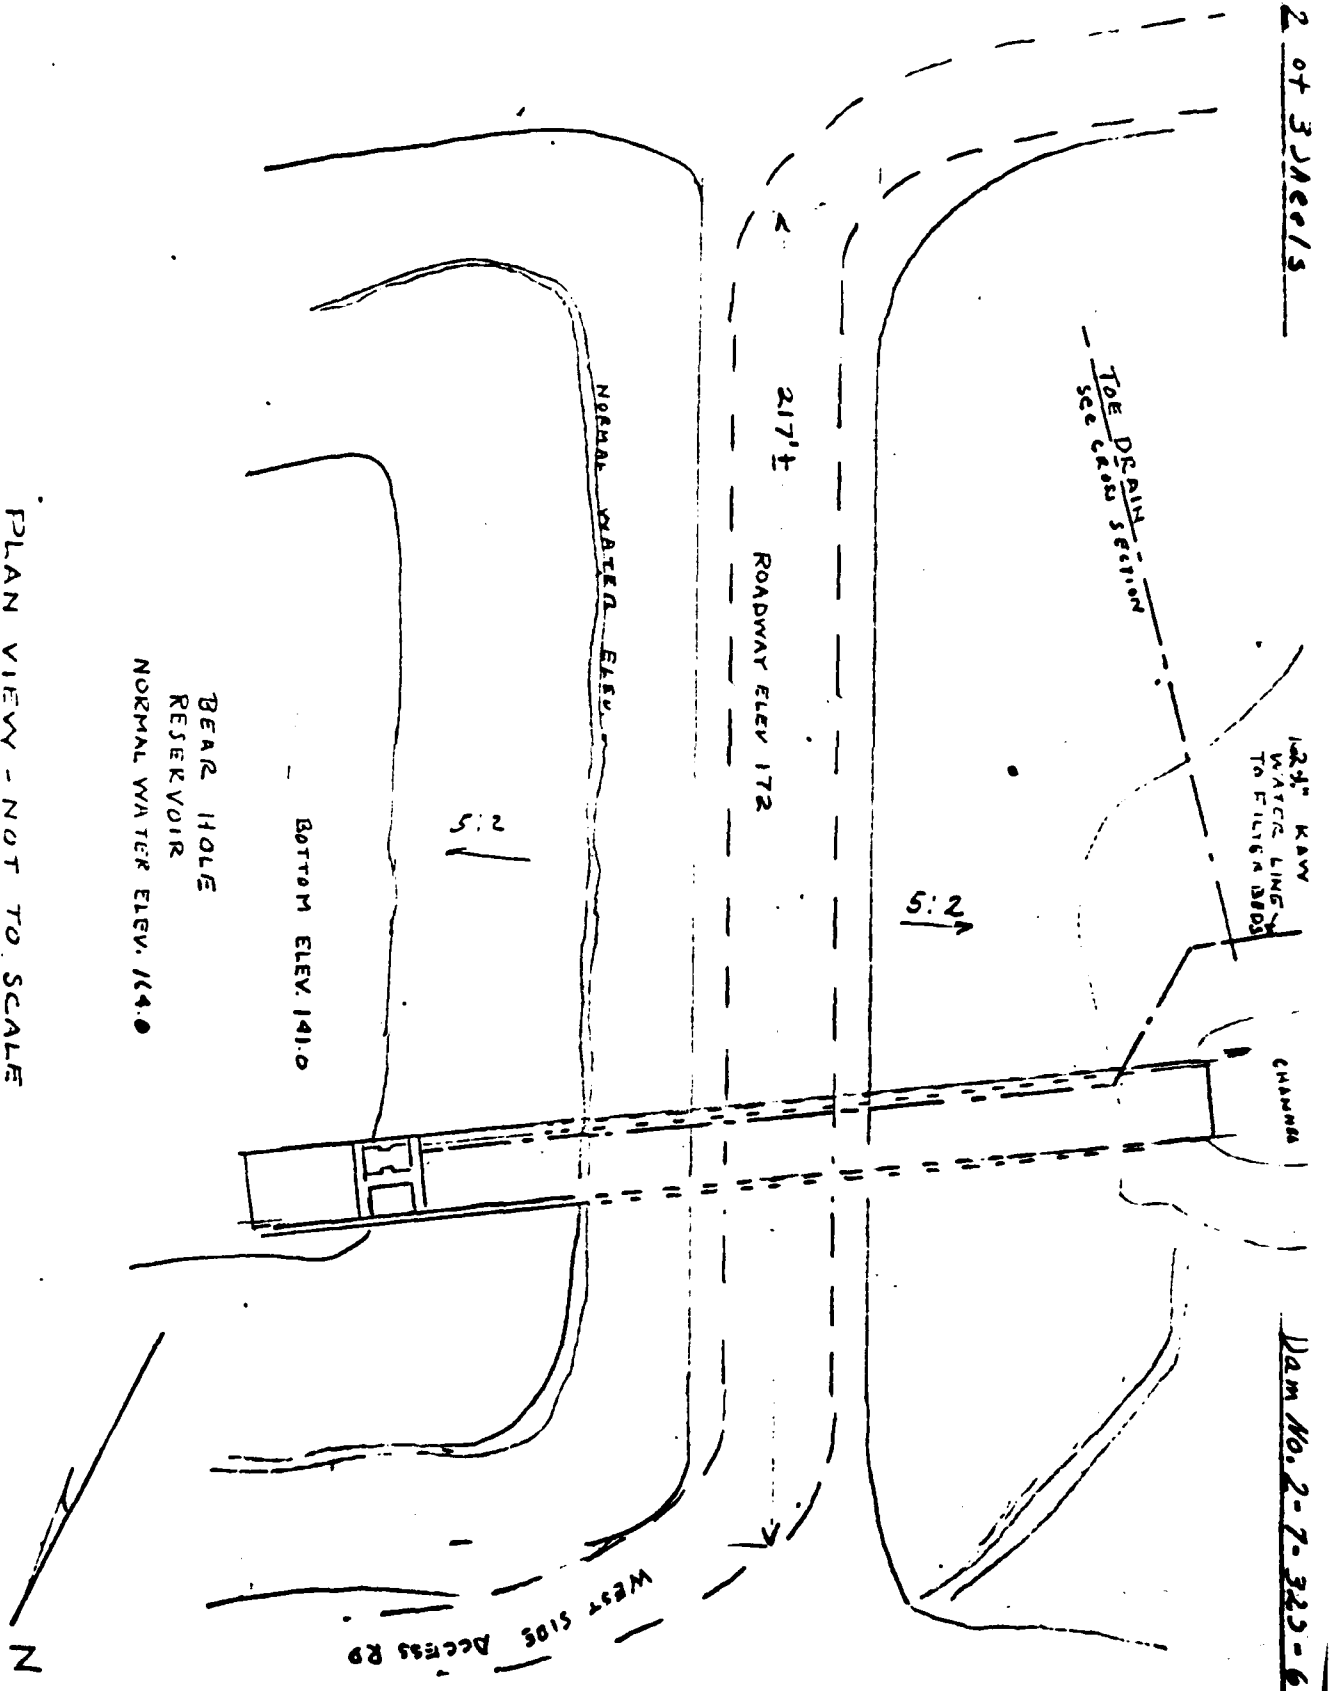 2 of 3 Sheets
Dam No. 2-7-325-6
12 24" RAW
WATER LINE
TO FILTER BEDS
CHANNEL
TOE DRAIN
see CROSS SECTION
5:2
217'±
ROADWAY ELEV 172
NORMAL WATER ELEV.
5:2
BOTTOM ELEV. 141.0
BEAR HOLE
RESERVOIR
NORMAL WATER ELEV. 164.0
WEST SIDE ACCESS RD
PLAN VIEW - NOT TO SCALE
N